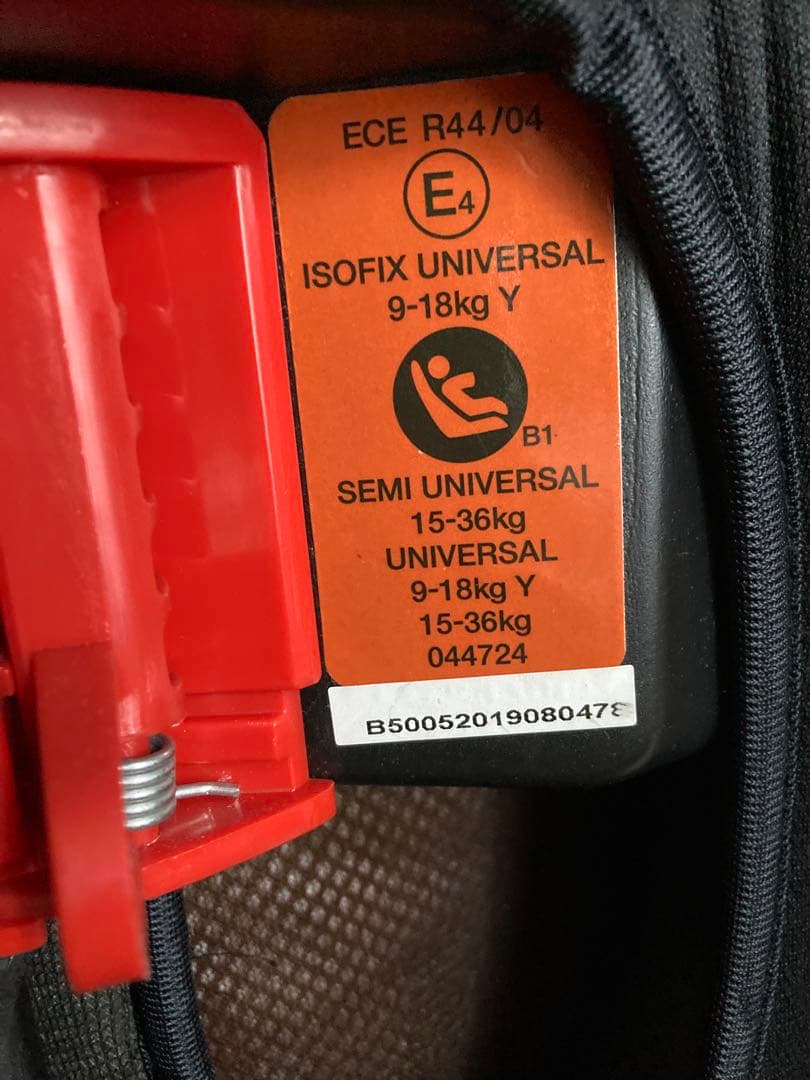 ECE R44/04
E4
ISOFIX UNIVERSAL
9-18kg Y
B1
SEMI UNIVERSAL
15-36kg
UNIVERSAL
9-18kg Y
15-36kg
044724
B50052019080478